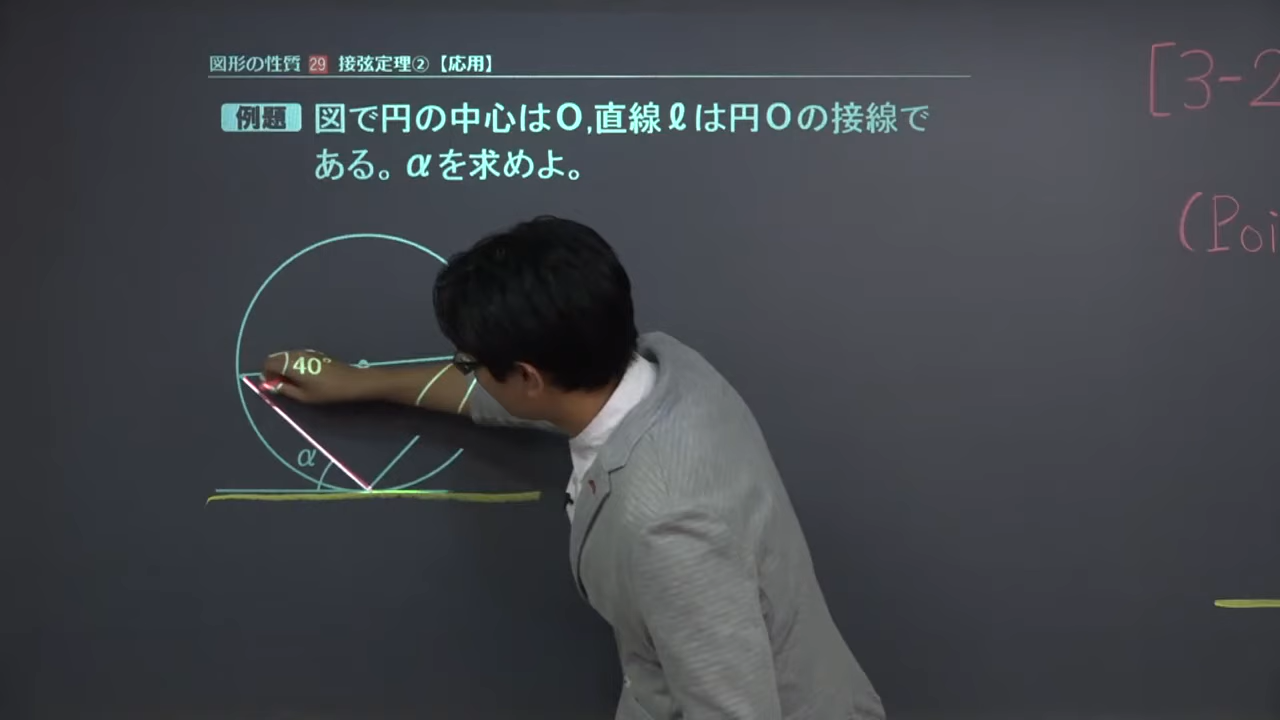 図形の性質 29 接弦定理②【応用】
例題 図で円の中心はO,直線ℓは円Oの接線で
ある。αを求めよ。
[3-2
(Poi
40°
α